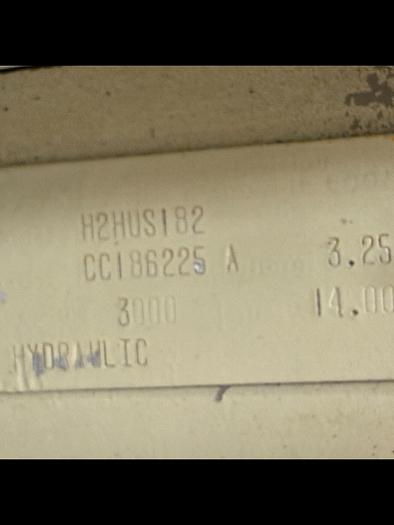 H2HUS182
CC186225 A 3.25
3000 14.00
HYDRAULIC